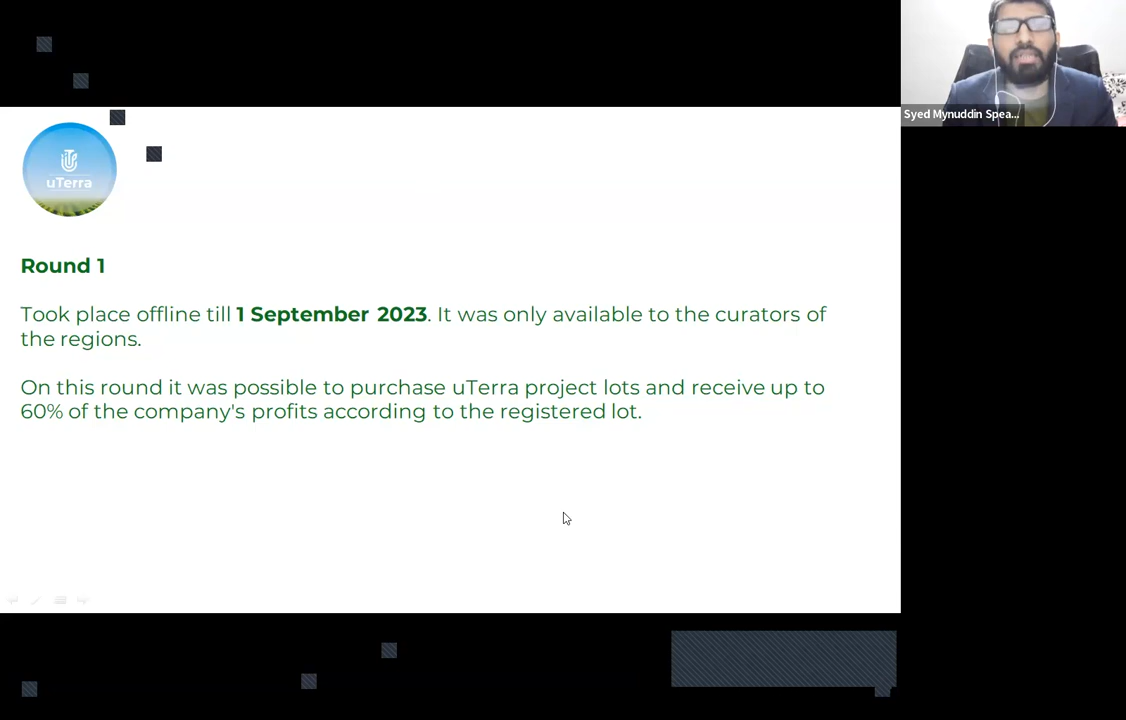 Syed Mynuddin Spea...
uTerra
Round 1
Took place offline till 1 September 2023. It was only available to the curators of
the regions.
On this round it was possible to purchase uTerra project lots and receive up to
60% of the company's profits according to the registered lot.